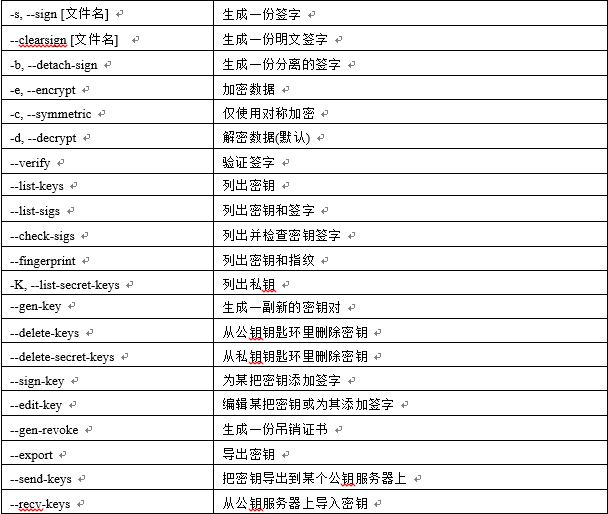 -s, --sign [文件名] 生成一份签字
--clearsign [文件名] 生成一份明文签字
-b, --detach-sign 生成一份分离的签字
-e, --encrypt 加密数据
-c, --symmetric 仅使用对称加密
-d, --decrypt 解密数据(默认)
--verify 验证签字
--list-keys 列出密钥
--list-sigs 列出密钥和签字
--check-sigs 列出并检查密钥签字
--fingerprint 列出密钥和指纹
-K, --list-secret-keys 列出私钥
--gen-key 生成一副新的密钥对
--delete-keys 从公钥钥匙环里删除密钥
--delete-secret-keys 从私钥钥匙环里删除密钥
--sign-key 为某把密钥添加签字
--edit-key 编辑某把密钥或为其添加签字
--gen-revoke 生成一份吊销证书
--export 导出密钥
--send-keys 把密钥导出到某个公钥服务器上
--recv-keys 从公钥服务器上导入密钥